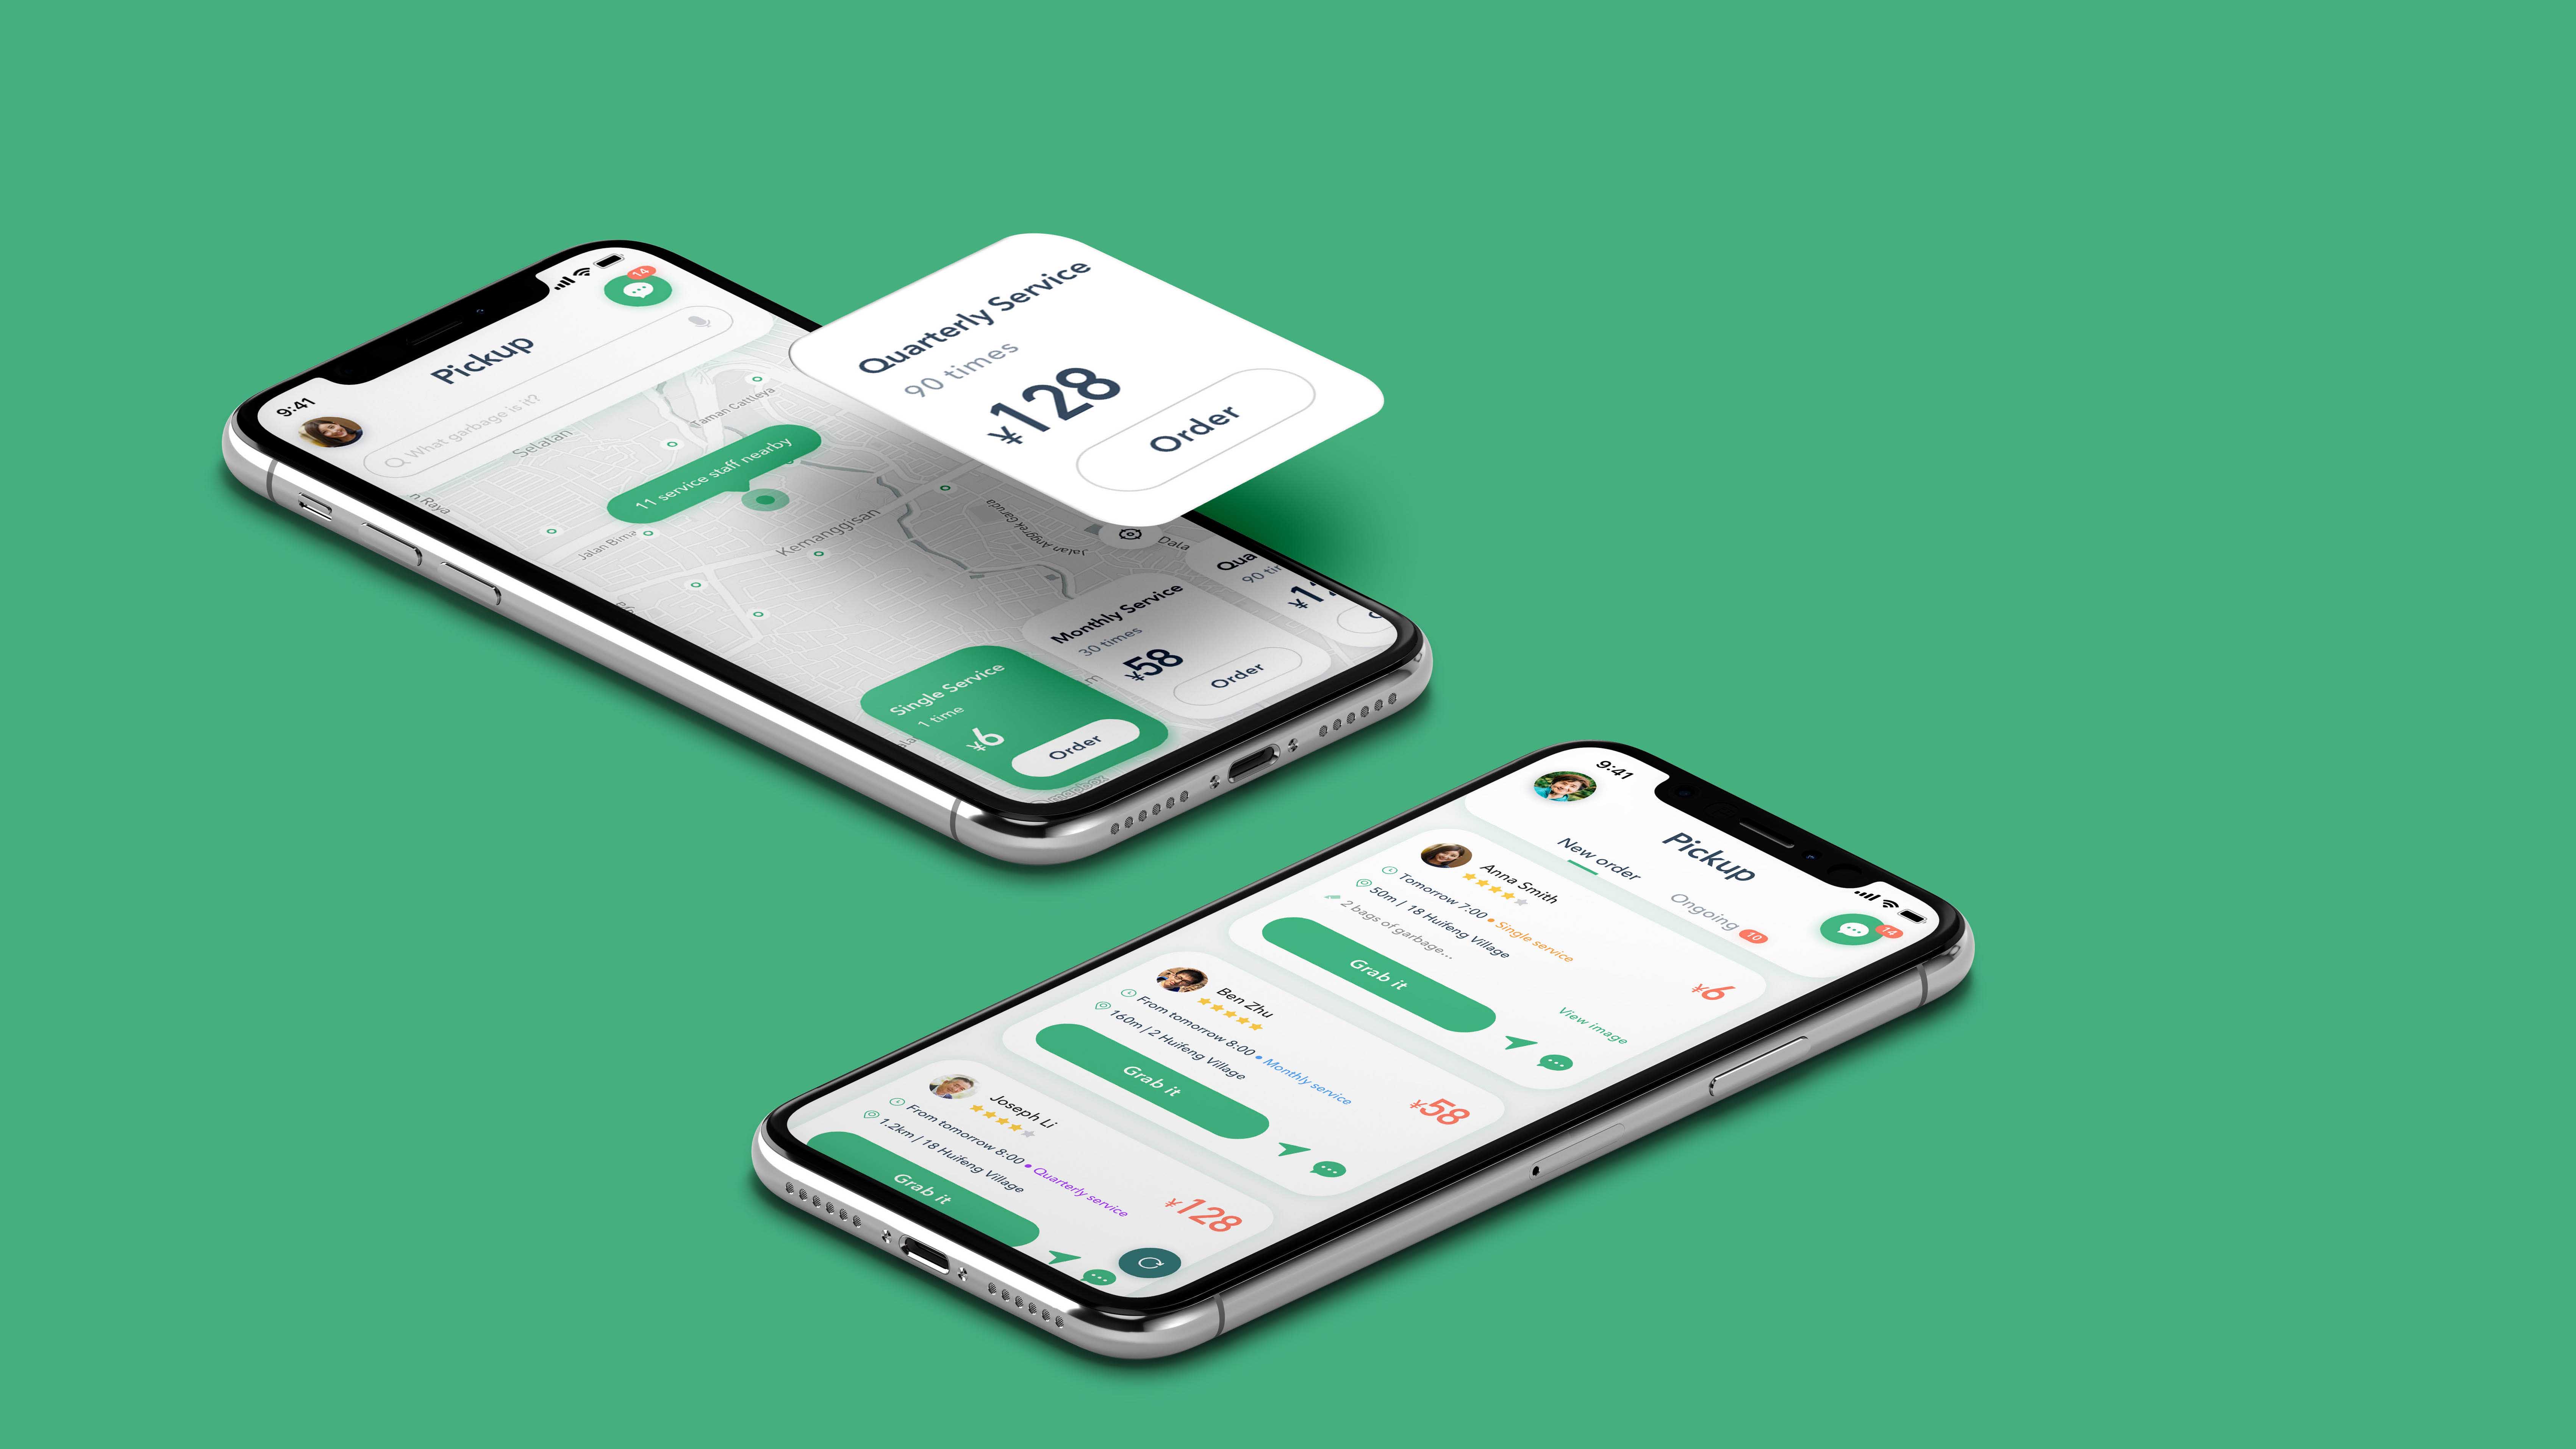 9:41
14
Pickup
What garbage is it?
Selatan
Taman Cattleya
n Raya
11 service staff nearby
Jalan Bima
Kemanggisan
Jalan Anggrek Garuda
Dala
Single Service
1 time
¥6
Order
Monthly Service
30 times
¥58
Order
Qua
90 tim
Quarterly Service
90 times
¥128
Order
9:41
Pickup
14
New order
Ongoing 10
Anna Smith
Tomorrow 7:00 • Single service
50m | 18 Huifeng Village
2 bags of garbage...
View image
¥6
Grab it
Ben Zhu
From tomorrow 8:00 • Monthly service
160m | 2 Huifeng Village
¥58
Grab it
Joseph Li
From tomorrow 8:00 • Quarterly service
1.2km | 18 Huifeng Village
¥128
Grab it